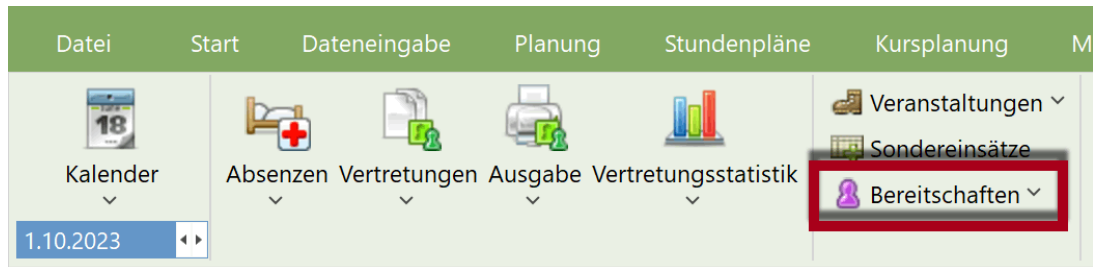 Datei Start Dateneingabe Planung Stundenpläne Kursplanung M
18
Kalender
1.10.2023
Absenzen Vertretungen Ausgabe Vertretungsstatistik
Veranstaltungen
Sondereinsätze
Bereitschaften